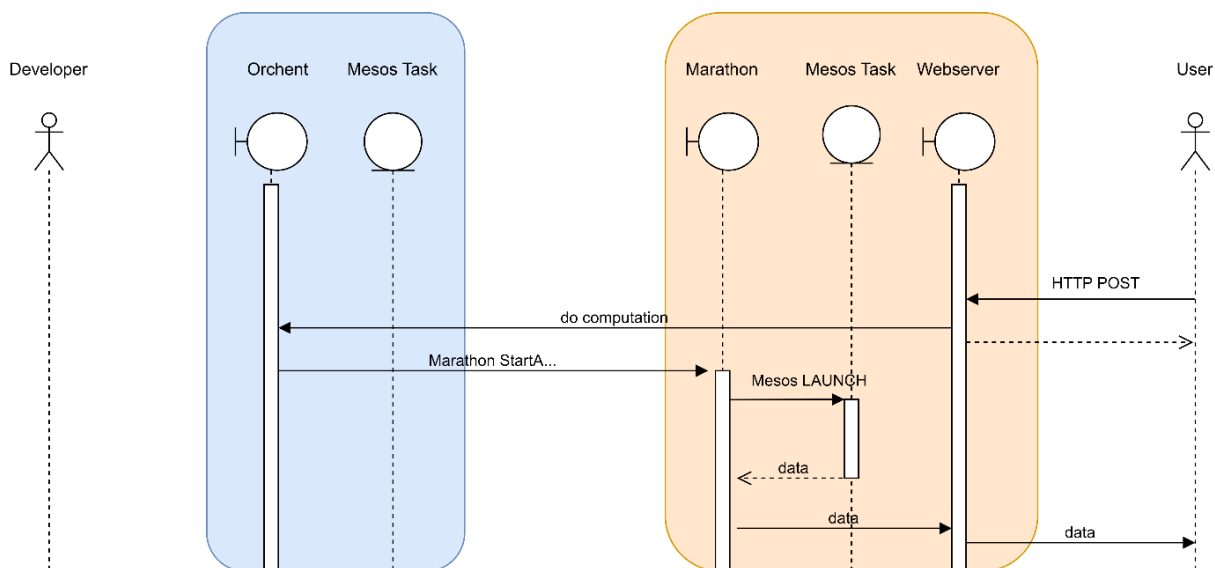 Developer
Orchent
Mesos Task
Marathon
Mesos Task
Webserver
User
HTTP POST
do computation
Marathon StartA...
Mesos LAUNCH
data
data
data